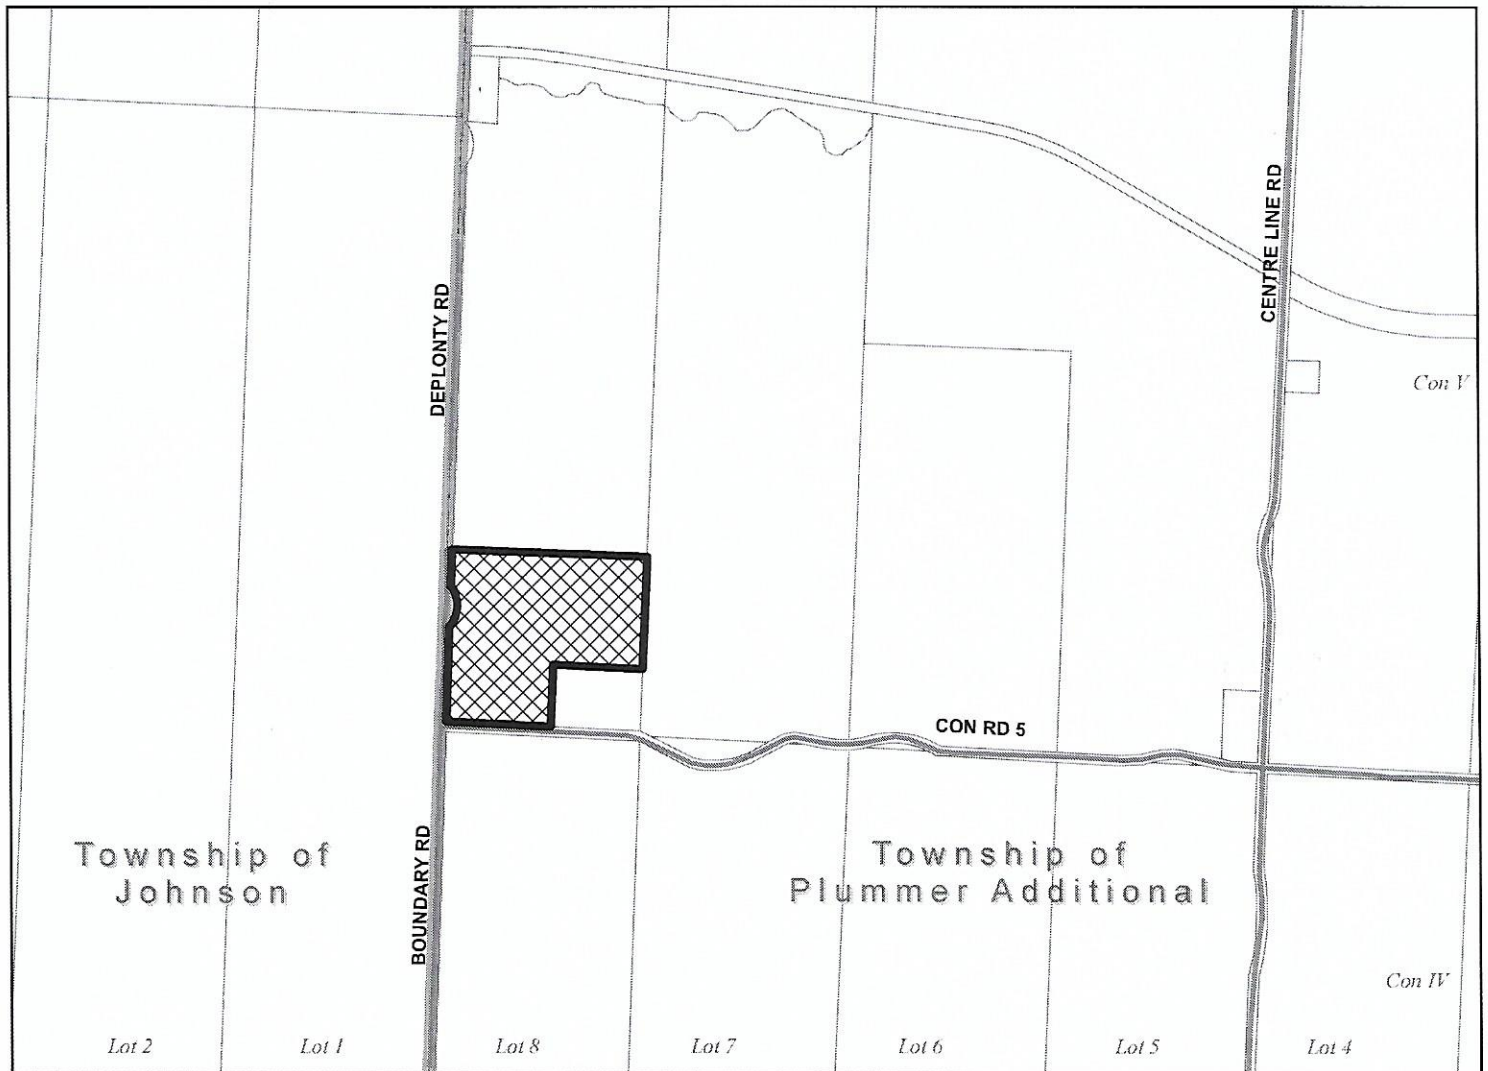 CENTRE LINE RD
DEPLONTY RD
Con V
CON RD 5
BOUNDARY RD
Township of
Johnson
Township of
Plummer Additional
Con IV
Lot 2
Lot 1
Lot 8
Lot 7
Lot 6
Lot 5
Lot 4